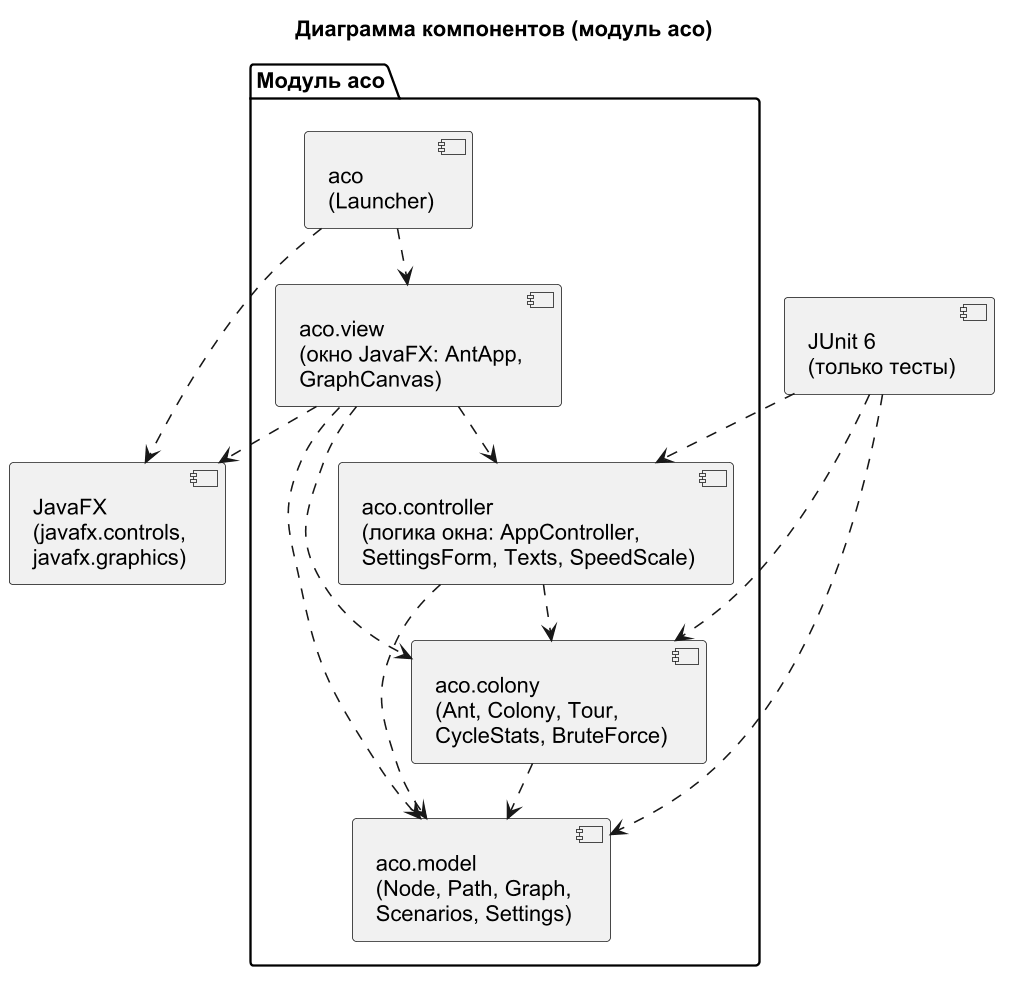 Диаграмма компонентов (модуль aco)
Модуль aco
aco
(Launcher)
aco.view
(окно JavaFX: AntApp,
GraphCanvas)
JUnit 6
(только тесты)
JavaFX
(javafx.controls,
javafx.graphics)
aco.controller
(логика окна: AppController,
SettingsForm, Texts, SpeedScale)
aco.colony
(Ant, Colony, Tour,
CycleStats, BruteForce)
aco.model
(Node, Path, Graph,
Scenarios, Settings)